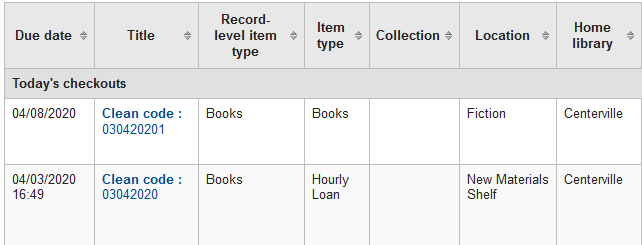 Due date Title Record-level item type Item type Collection Location Home library
Today's checkouts
04/08/2020 Clean code : Books Books Fiction Centerville
030420201
04/03/2020 Clean code : Books Hourly New Materials Centerville
16:49 03042020 Loan Shelf